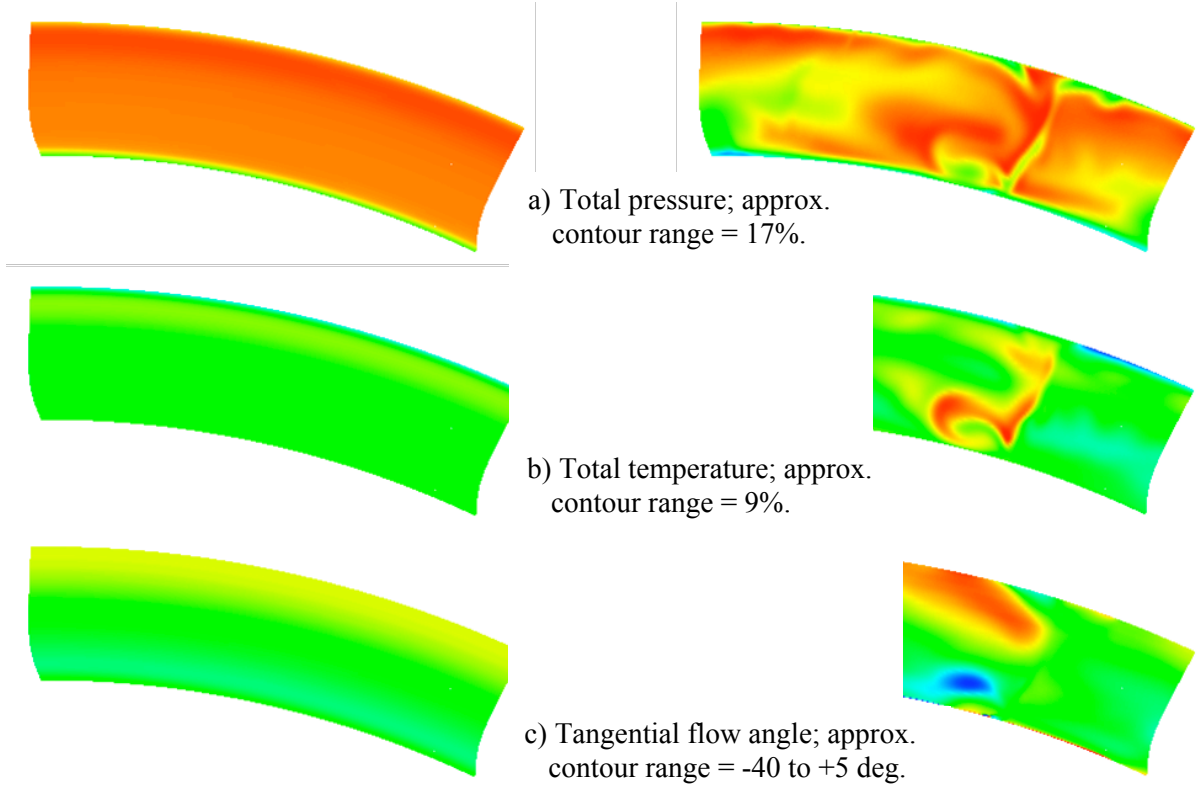 a) Total pressure; approx.
contour range = 17%.
b) Total temperature; approx.
contour range = 9%.
c) Tangential flow angle; approx.
contour range = -40 to +5 deg.